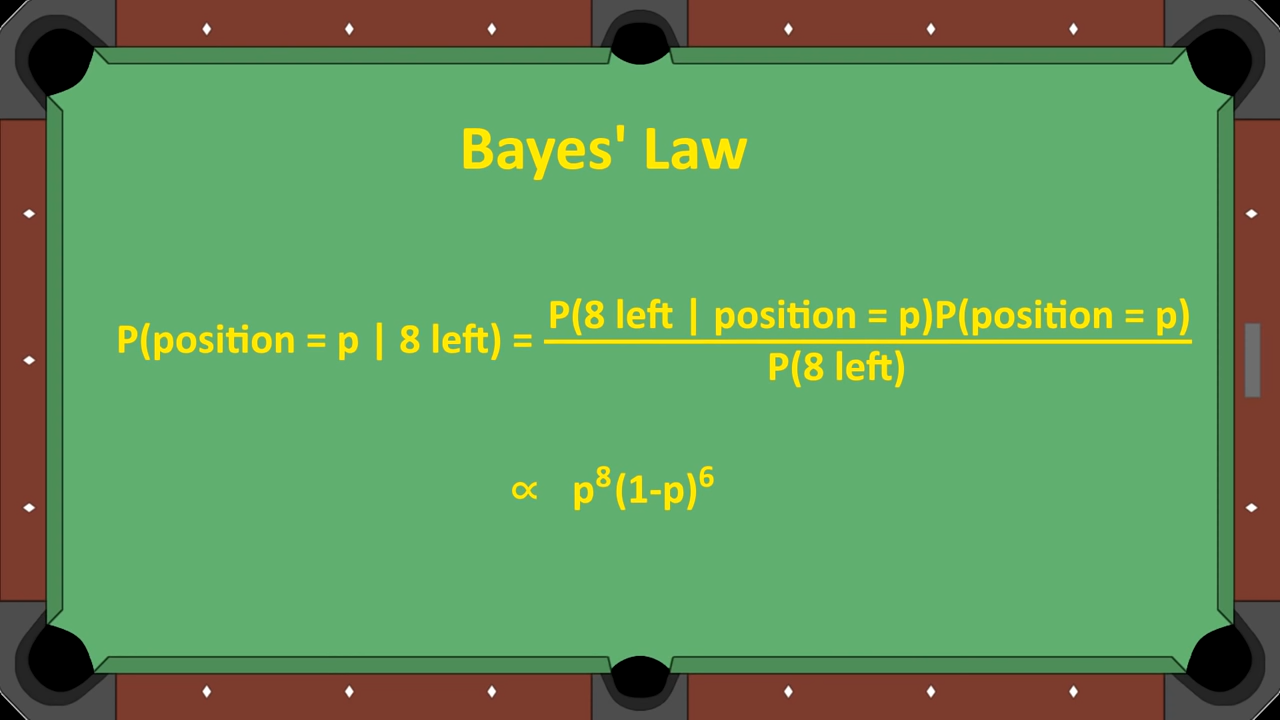 Bayes' Law
P(position = p | 8 left) = P(8 left | position = p)P(position = p)
P(8 left)
∝ p⁸(1-p)⁶